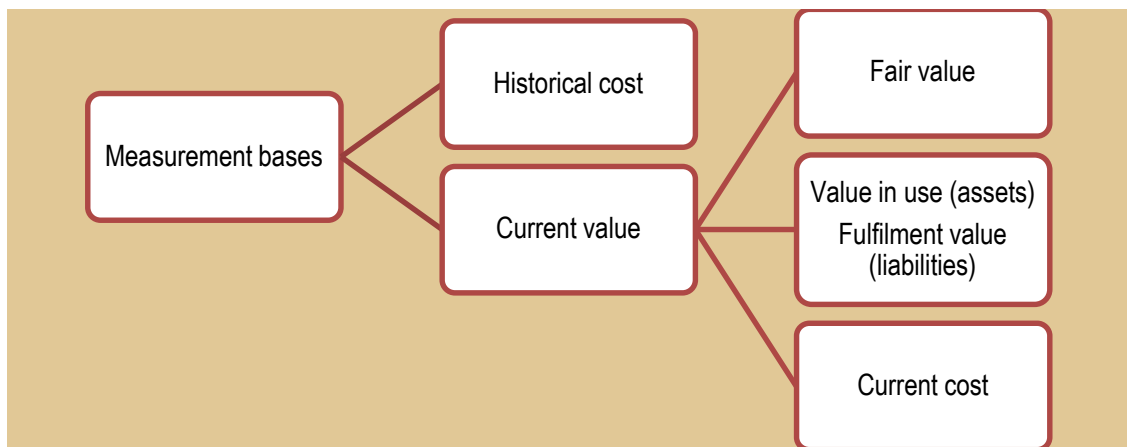 Measurement bases
Historical cost
Current value
Fair value
Value in use (assets)
Fulfilment value
(liabilities)
Current cost